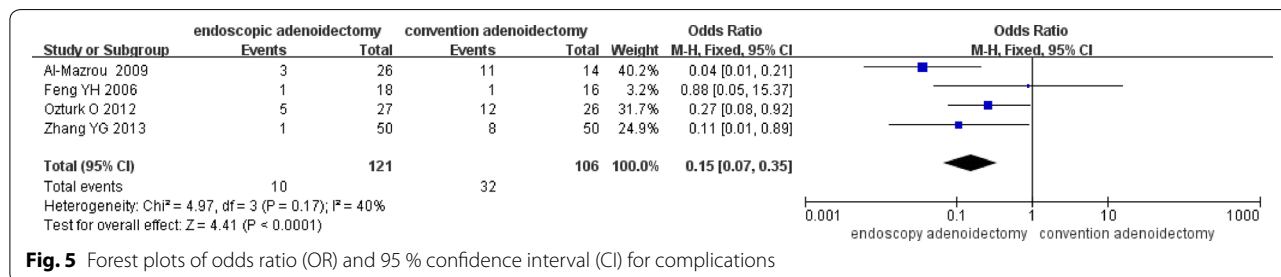 endoscopic adenoidectomy convention adenoidectomy Odds Ratio Odds Ratio
Study or Subgroup Events Total Events Total Weight M-H, Fixed, 95% CI M-H, Fixed, 95% CI
Al-Mazrou 2009 3 26 11 14 40.2% 0.04 [0.01, 0.21]
Feng YH 2006 1 18 1 16 3.2% 0.88 [0.05, 15.37]
Ozturk O 2012 5 27 12 26 31.7% 0.27 [0.08, 0.92]
Zhang YG 2013 1 50 8 50 24.9% 0.11 [0.01, 0.89]
Total (95% CI) 121 106 100.0% 0.15 [0.07, 0.35]
Total events 10 32
Heterogeneity: Chi² = 4.97, df = 3 (P = 0.17); I² = 40%
Test for overall effect: Z = 4.41 (P < 0.0001)
0.001 0.1 1 10 1000
endoscopy adenoidectomy convention adenoidectomy
Fig. 5 Forest plots of odds ratio (OR) and 95 % confidence interval (CI) for complications